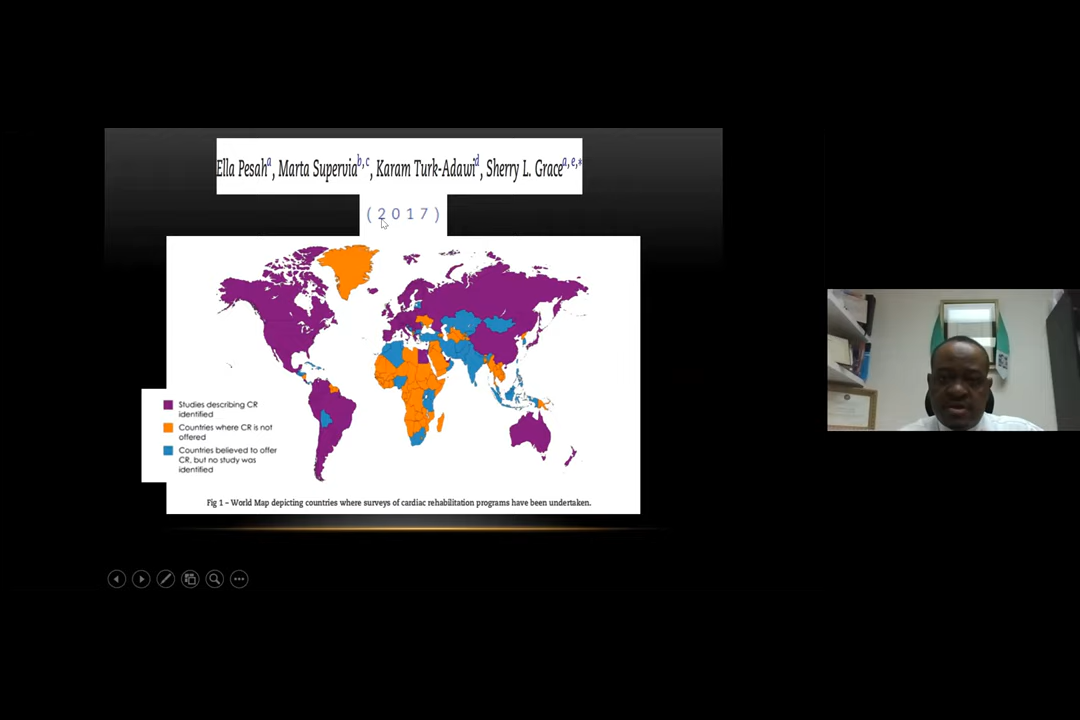 Ella Pesah a, Marta Supervia b,c, Karam Turk-Adawi d, Sherry L. Grace a,e,*
(2017)
Studies describing CR
identified
Countries where CR is not
offered
Countries believed to offer
CR, but no study was
identified
Fig 1 – World Map depicting countries where surveys of cardiac rehabilitation programs have been undertaken.